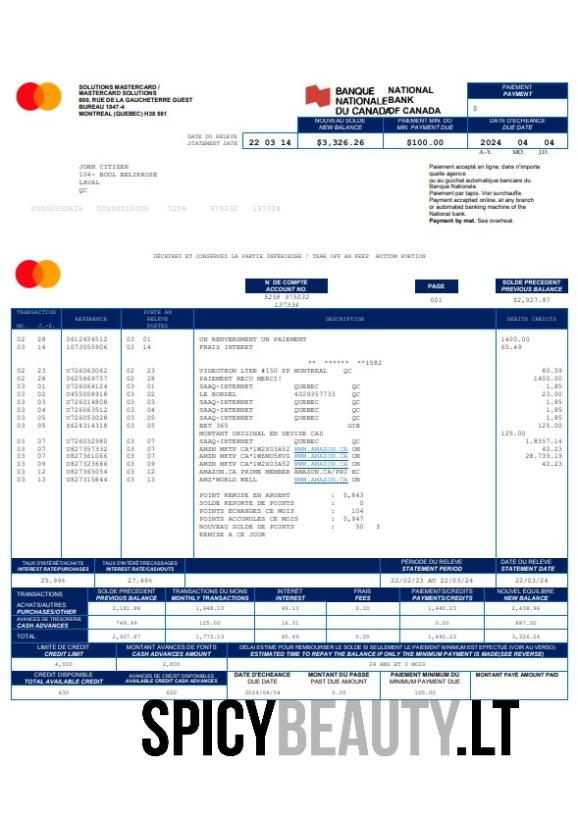 SOLUTIONS MASTERCARD /
MASTERCARD SOLUTIONS
600, RUE DE LA GAUCHETERRE GUEST
BUREAU 1847-4
MONTREAL (QUEBEC) H38 581
BANQUE NATIONALE DU CANADA
NATIONAL BANK OF CANADA
PAIEMENT
PAYMENT
$
NOUVEAU SOLDE
NEW BALANCE
PAIEMENT MIN. DO
MIN. PAYMENT DUE
DATE D'ECHEANCE
DUE DATE
DATE DU RELEVE
STATEMENT DATE
22 03 14
$3,326.26
$100.00
2024 04 04
A.-Y. MO. J.D.
JOHN CITIZEN
104- BOUL BELIEROSE
LAVAL
QC
Paiement accepté en ligne, dans n'importe
quelle agence
ou au guichet automatique bancaire du
Banque Nationale.
Paiement par tapis. Voir surchauffe.
Payment accepted online, at any branch
or automated banking machine of the
National bank.
Payment by mat. See overheat.
00000332626 00000010000 5258 975032 137334
DÉCHIREZ ET CONSERVEZ LA PARTIE INFÉRIEURE / TEAR OFF AN KEEP BOTTOM PORTION
N° DE COMPTE
ACCOUNT NO.
5258 975032
137334
PAGE
001
SOLDE PRECEDENT
PREVIOUS BALANCE
$2,927.87
TRANSACTION
MO. J.-D.
REFERENCE
PORTE AN
RELEVE
POSTED
DESCRIPTION
DEBITS CREDITS
02 28 0612454512 03 01 UN RENVERSMENT UN PAIEMENT 1400.00
03 14 1073055906 03 14 FRAIS INTERET 65.49
** ****** **1582
02 23 U726063062 02 23 VIDEOTRON LTEE #150 PP MONTREAL QC 80.59
02 28 0625869757 02 28 PAIEMENT RECU MERCI! 1400.00
03 01 U726064124 03 01 SAAQ-INTERNET QUEBEC QC 1.85
03 02 U455008918 03 02 LE BORDEL 4029357733 QC 23.00
03 03 U726014808 03 03 SAAQ-INTERNET QUEBEC QC 1.85
03 04 U726063512 03 04 SAAQ-INTERNET QUEBEC QC 1.85
03 05 U726053028 03 05 SAAQ-INTERNET QUEBEC QC 1.85
03 05 S624314318 03 05 BET 365 GIB 125.00
MONTANT ORIGINAL EN DEVISE CAD 125.00
03 07 U726032980 03 07 SAAQ-INTERNET QUEBEC QC 1.8557.14
03 07 U827357332 03 07 AMZN MKTP CA*1W2X03A52 WWW.AMAZON.CA ON 40.23
03 07 U827361066 03 07 AMZN MKTP CA*1W6MO5KV0 WWW.AMAZON.CA ON 28.739.19
03 09 U827323666 03 09 AMZN MKTP CA*1W2X03A52 WWW.AMAZON.CA ON 40.23
03 12 U827365054 03 12 AMAZON.CA PRIME MEMBER AMAZON.CA/PRI BC
03 13 U827315844 03 13 AMZ*WORLD WELL WWW.AMAZON.CA ON
POINT REMISE EN ARGENT : 5,843
SOLDE REPORTE DE POINTS : 0
POINTS ECHANGES CE MOIS : 104
POINTS ACCUMULES CE MOIS : 5,947
NOUVEAU SOLDE DE POINTS : 50 $
REMISE A CE JOUR
TAUX D'INTÉRÊT/ACHATS
INTEREST RATE/PURCHASES
TAUX D'INTÉRÊT/RECASSAGES
INTEREST RATE/CASHOUTS
PERIODE DU RELEVO
STATEMENT PERIOD
DATE DU RELEVE
STATEMENT DATE
25.99% 27.49% 22/02/23 AU 22/03/24 22/03/14
TRANSACTIONS
SOLDE PRÉCÉDENT
PREVIOUS BALANCE
TRANSACTIONS DU MOIS
MONTHLY TRANSACTIONS
INTÉRÊT
INTEREST
FRAIS
FEES
PAYEMENTS/CRÉDITS
PAYMENTS/CREDITS
NOUVEL EQUILIBRE
NEW BALANCE
ACHATS/AUTRES
PURCHASES/OTHER
2,181.88 1,648.13 49.13 0.00 1,440.23 2,438.96
AVANCES DE TRESORERIE
CASH ADVANCES
749.98 125.00 16.31 0.00 0.00 887.30
TOTAL 2,927.87 1,773.13 65.49 0.00 1,440.23 3,326.26
LIMITE DE CRÉDIT
CREDIT LIMIT
MONTANT AVANCES DE FONTS
CASH ADVANCES AMOUNT
DÉLAI ESTIMÉ POUR REMBOURSER LE SOLDE SI SEULEMENT LE PAIEMENT MINIMUM EST EFFECTUÉ (VOIR AU VERSO)
ESTIMATED TIME TO REPAY THE BALANCE IF ONLY THE MINIMUM PAYMENT IS MADE(SEE REVERSE)
4,000 2,800 24 ANS ET 3 MOIS
CREDIT DISPONIBLE
TOTAL AVAILABLE CREDIT
AVANCES DE CRÉDITS DISPONIBLES
AVAILABLE CREDIT CASH ADVANCES
DATE D'ÉCHEANCE
DUE DATE
MONTANT DU PASSÉ
PAST DUE AMOUNT
PAIEMENT MINIMUM DU
MINIMUM PAYMENT DUE
MONTANT PAYÉ AMOUNT PAID
630 630 2024/04/04 0.00 100.00
SPICYBEAUTY.LT